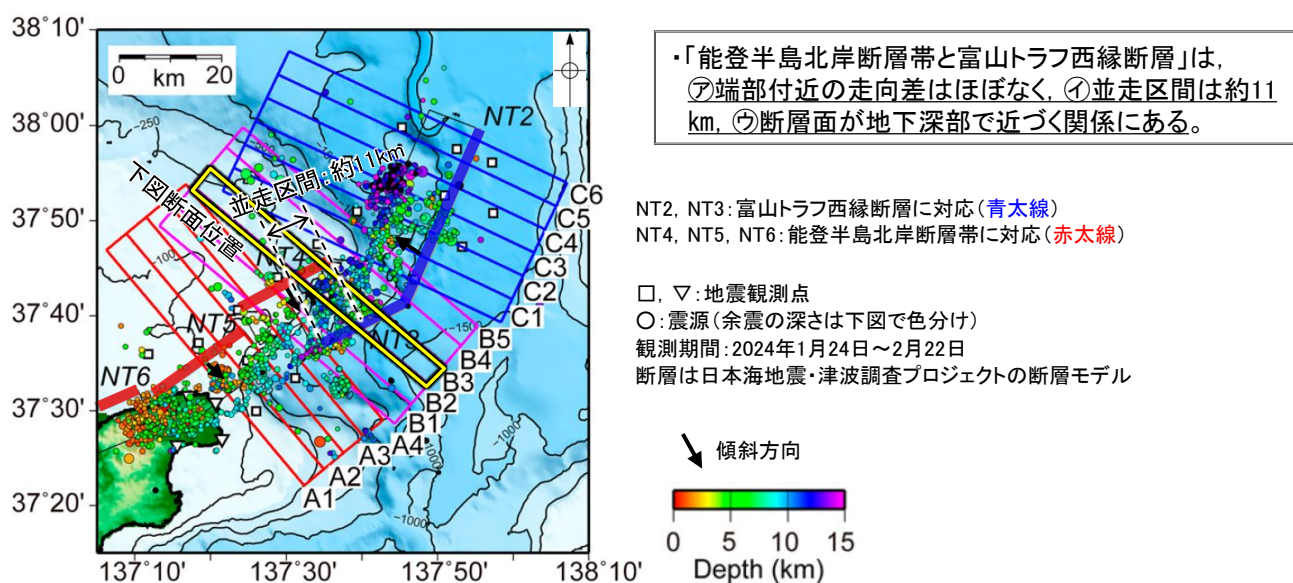 38°10'
38°00'
37°50'
37°40'
37°30'
37°20'
137°10'
137°30'
137°50'
138°10'
0 20
km
-250
-500
-100
-1500
-1000
-1000
-1000
NT2
NT3
NT4
NT5
NT6
並走区間:約11km
下図断面位置
C6
C5
C4
C3
C2
C1
B5
B4
B3
B2
B1
A4
A3
A2
A1
・「能登半島北岸断層帯と富山トラフ西縁断層」は,
㋐端部付近の走向差はほぼなく, ㋑並走区間は約11
km, ㋒断層面が地下深部で近づく関係にある。
NT2, NT3:富山トラフ西縁断層に対応(青太線)
NT4, NT5, NT6:能登半島北岸断層帯に対応(赤太線)
□, ▽:地震観測点
○:震源(余震の深さは下図で色分け)
観測期間:2024年1月24日~2月22日
断層は日本海地震・津波調査プロジェクトの断層モデル
傾斜方向
0 5 10 15
Depth (km)